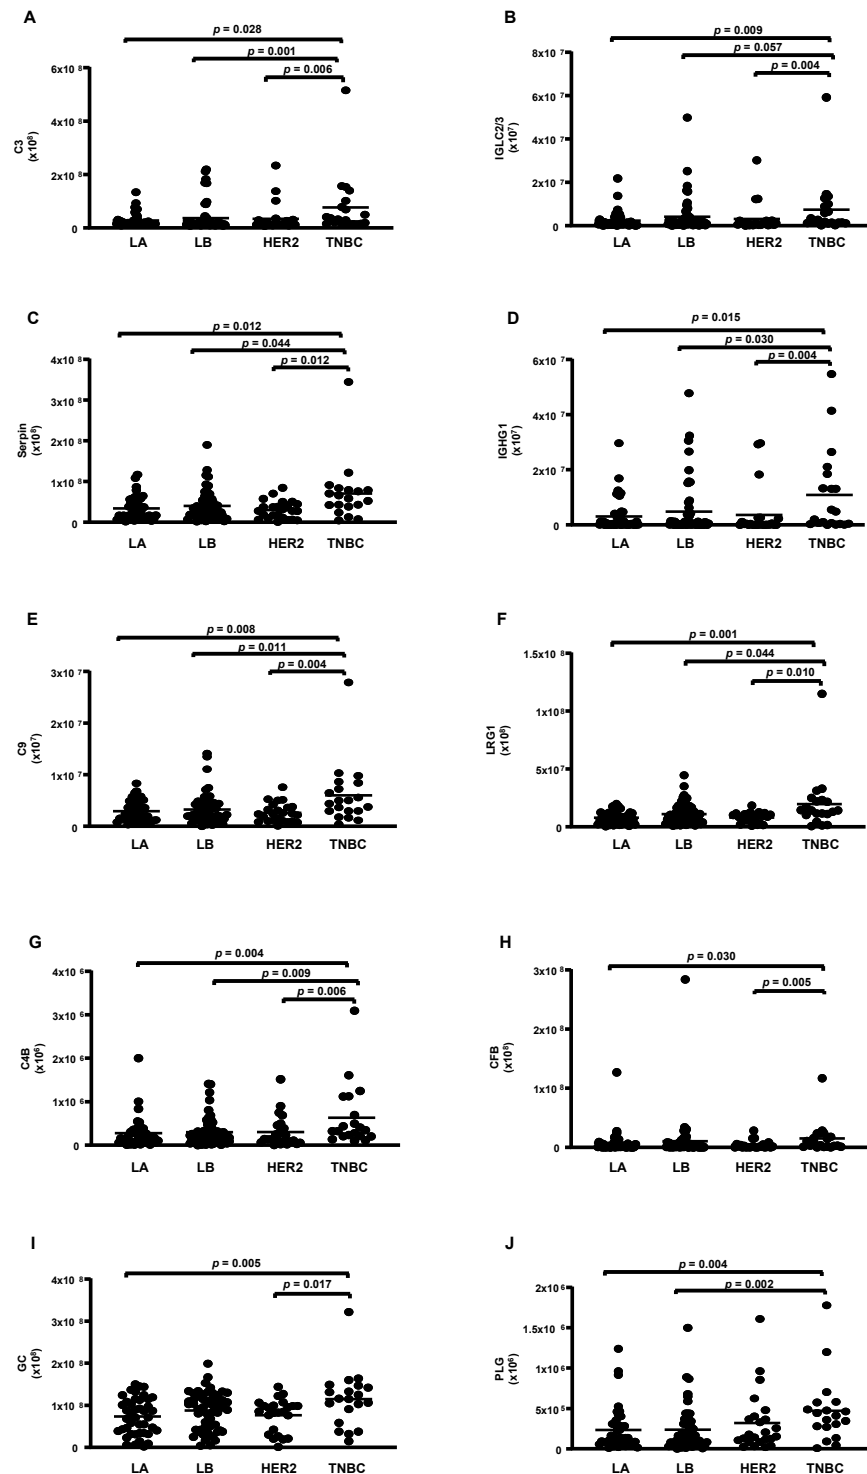 A
p = 0.028
p = 0.001
p = 0.006
6x10 8
4x10 8
2x10 8
0
C3
(x10⁸)
LA LB HER2 TNBC
B
p = 0.009
p = 0.057
p = 0.004
8x10 7
6x10 7
4x10 7
2x10 7
0
IGLC2/3
(x10⁷)
LA LB HER2 TNBC
C
p = 0.012
p = 0.044
p = 0.012
4x10 8
2x10 8
1x10 8
0
Serpin
(x10⁸)
LA LB HER2 TNBC
D
p = 0.015
p = 0.030
p = 0.004
6x10 7
4x10 7
2x10 7
0
IGHG1
(x10⁷)
LA LB HER2 TNBC
E
p = 0.008
p = 0.011
p = 0.004
3x10 7
2x10 7
1x10 7
0
C9
(x10⁷)
LA LB HER2 TNBC
F
p = 0.001
p = 0.044
p = 0.010
1.5x10 8
1x10 8
5x10 7
0
LRG1
(x10⁸)
LA LB HER2 TNBC
G
p = 0.004
p = 0.009
p = 0.006
4x10 6
3x10 6
2x10 6
1x10 6
0
C4B
(x10⁶)
LA LB HER2 TNBC
H
p = 0.030
p = 0.005
3x10 8
2x10 8
1x10 8
0
CFB
(x10⁸)
LA LB HER2 TNBC
I
p = 0.005
p = 0.017
4x10 8
3x10 8
2x10 8
1x10 8
0
GC
(x10⁸)
LA LB HER2 TNBC
J
p = 0.004
p = 0.002
2x10 6
1.5x10 6
1x10 6
5x10 5
0
PLG
(x10⁶)
LA LB HER2 TNBC